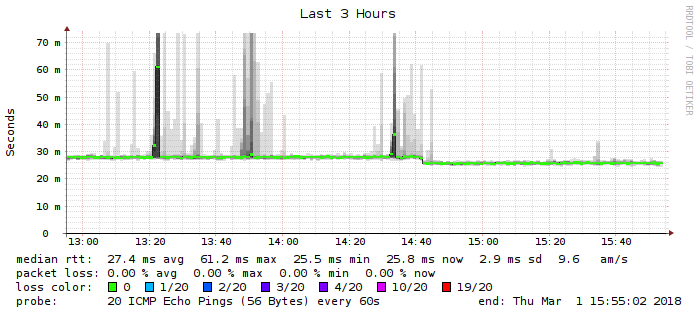 Last 3 Hours
RRDTOOL / TOBI OETIKER
Seconds
70 m
60 m
50 m
40 m
30 m
20 m
10 m
0
13:00 13:20 13:40 14:00 14:20 14:40 15:00 15:20 15:40
median rtt: 27.4 ms avg 61.2 ms max 25.5 ms min 25.8 ms now 2.9 ms sd 9.6 am/s
packet loss: 0.00 % avg 0.00 % max 0.00 % min 0.00 % now
loss color: 0 1/20 2/20 3/20 4/20 10/20 19/20
probe: 20 ICMP Echo Pings (56 Bytes) every 60s end: Thu Mar 1 15:55:02 2018